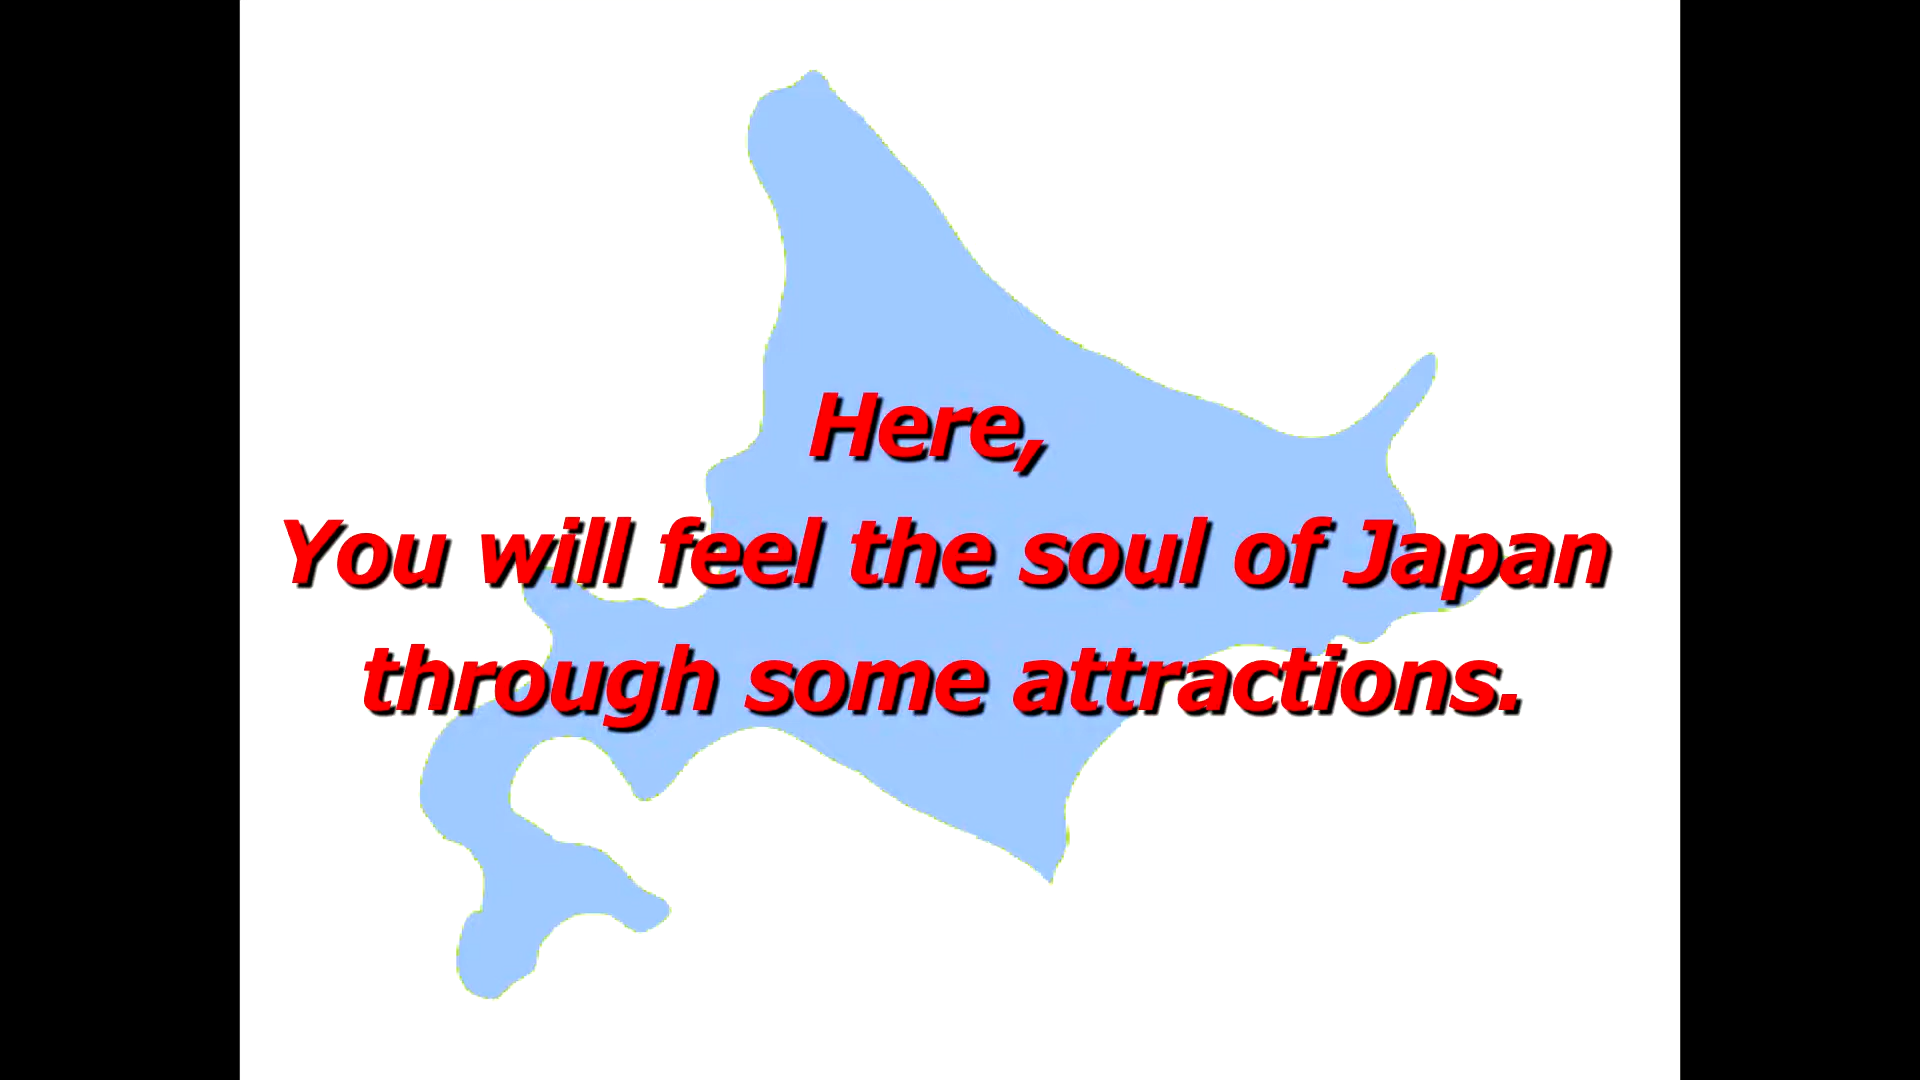 Here,
You will feel the soul of Japan
through some attractions.